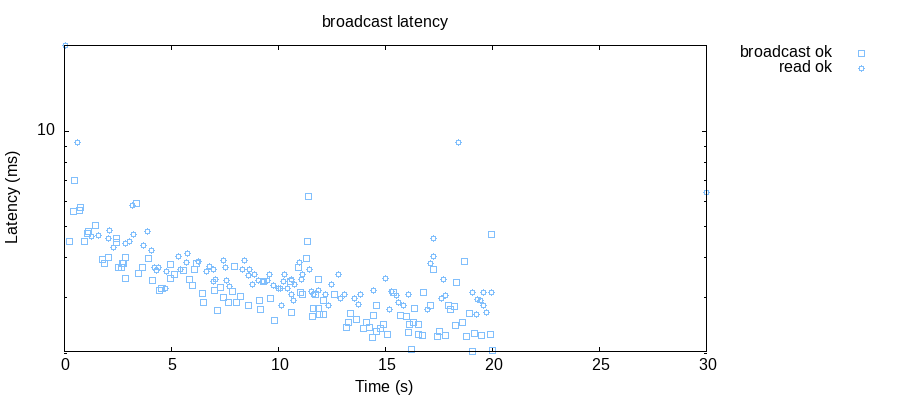 broadcast latency
broadcast ok
read ok
10
Latency (ms)
0 5 10 15 20 25 30
Time (s)